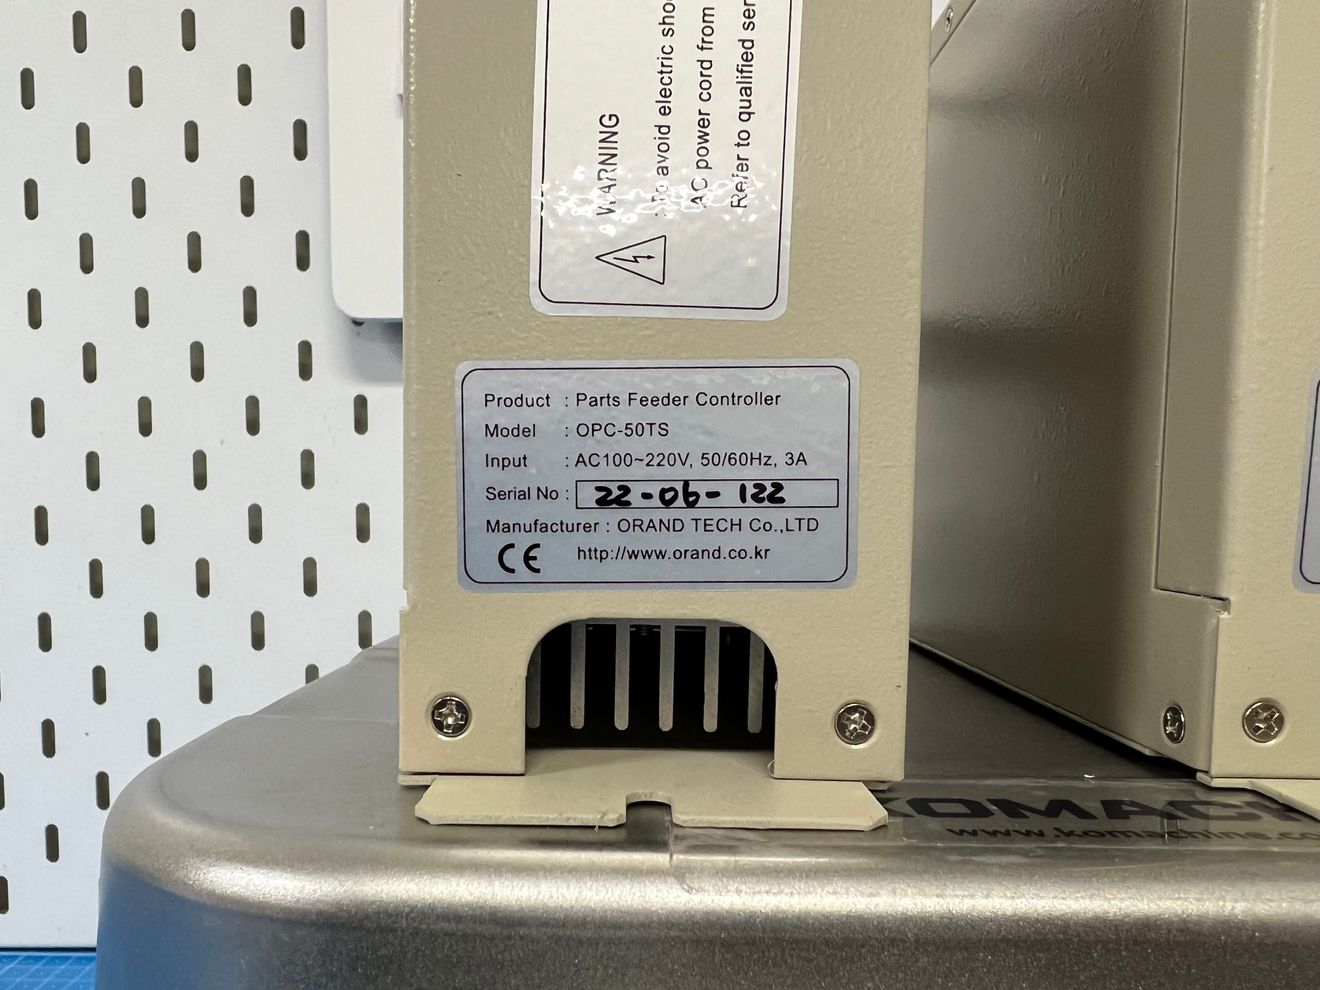 WARNING
avoid electric sho
AC power cord from
Refer to qualified ser
Product : Parts Feeder Controller
Model : OPC-50TS
Input : AC100~220V, 50/60Hz, 3A
Serial No : 22-06-122
Manufacturer : ORAND TECH Co.,LTD
CE http://www.orand.co.kr
KOMACH
www.komachine.co